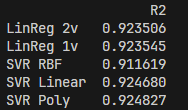 R2
LinReg 2v 0.923506
LinReg 1v 0.923545
SVR RBF 0.911619
SVR Linear 0.924680
SVR Poly 0.924827